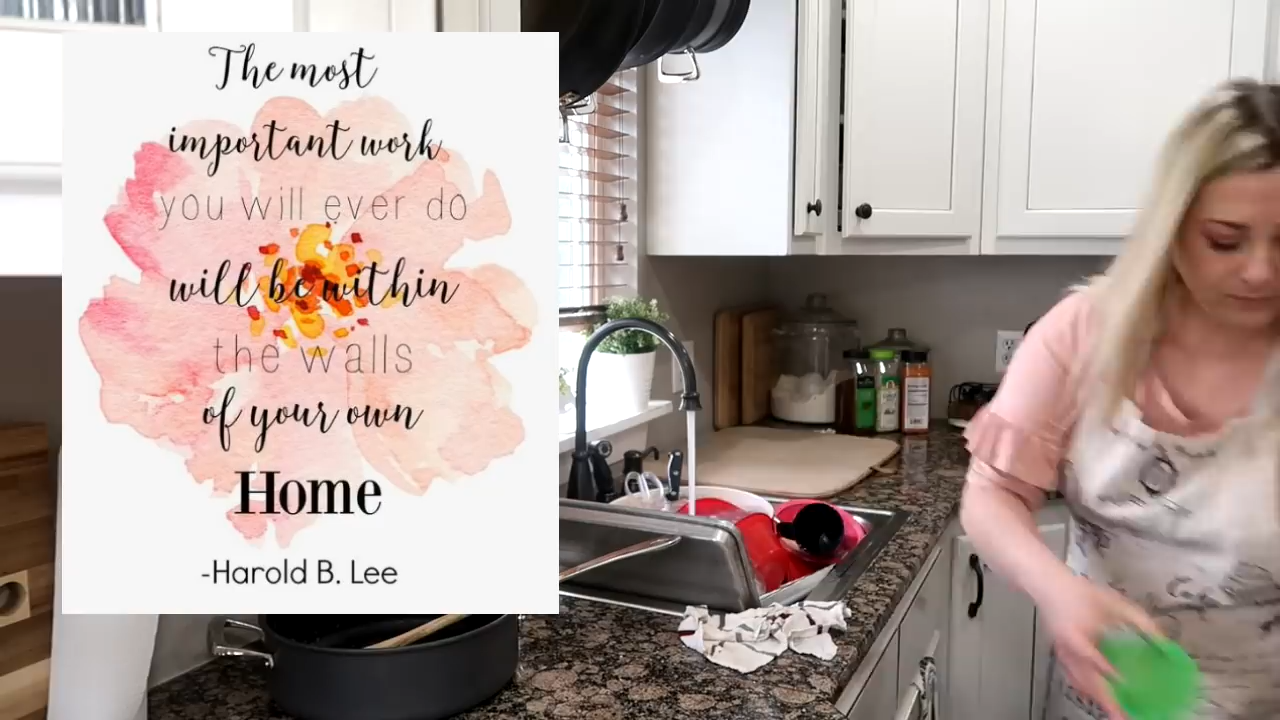 The most
important work
you will ever do
will be within
the walls
of your own
Home
-Harold B. Lee